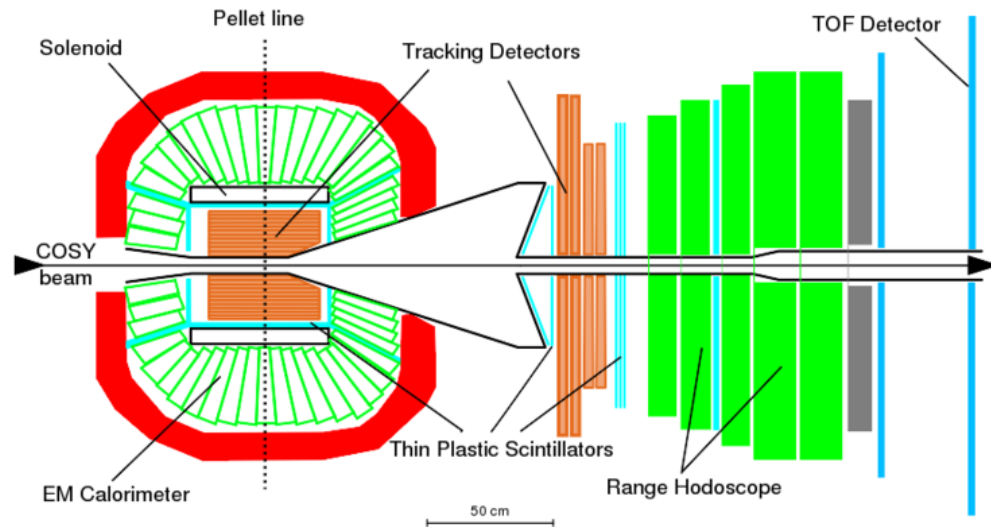 Pellet line
TOF Detector
Solenoid
Tracking Detectors
COSY
beam
Thin Plastic Scintillators
EM Calorimeter
Range Hodoscope
50 cm